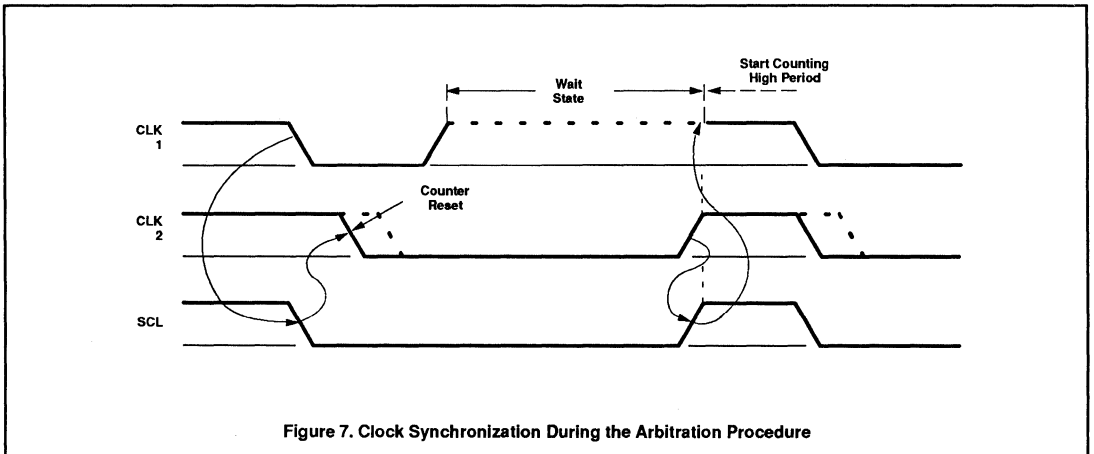 Start Counting
High Period
Wait
State
CLK
1
Counter
Reset
CLK
2
SCL
Figure 7. Clock Synchronization During the Arbitration Procedure